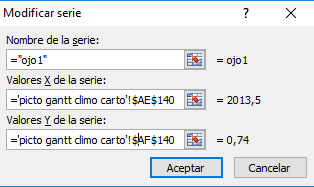 Modificar serie
Nombre de la serie:
="ojo1" = ojo1
Valores X de la serie:
='picto gantt climo carto'!$AE$140 = 2013,5
Valores Y de la serie:
='picto gantt climo carto'!$AF$140 = 0,74
Aceptar Cancelar